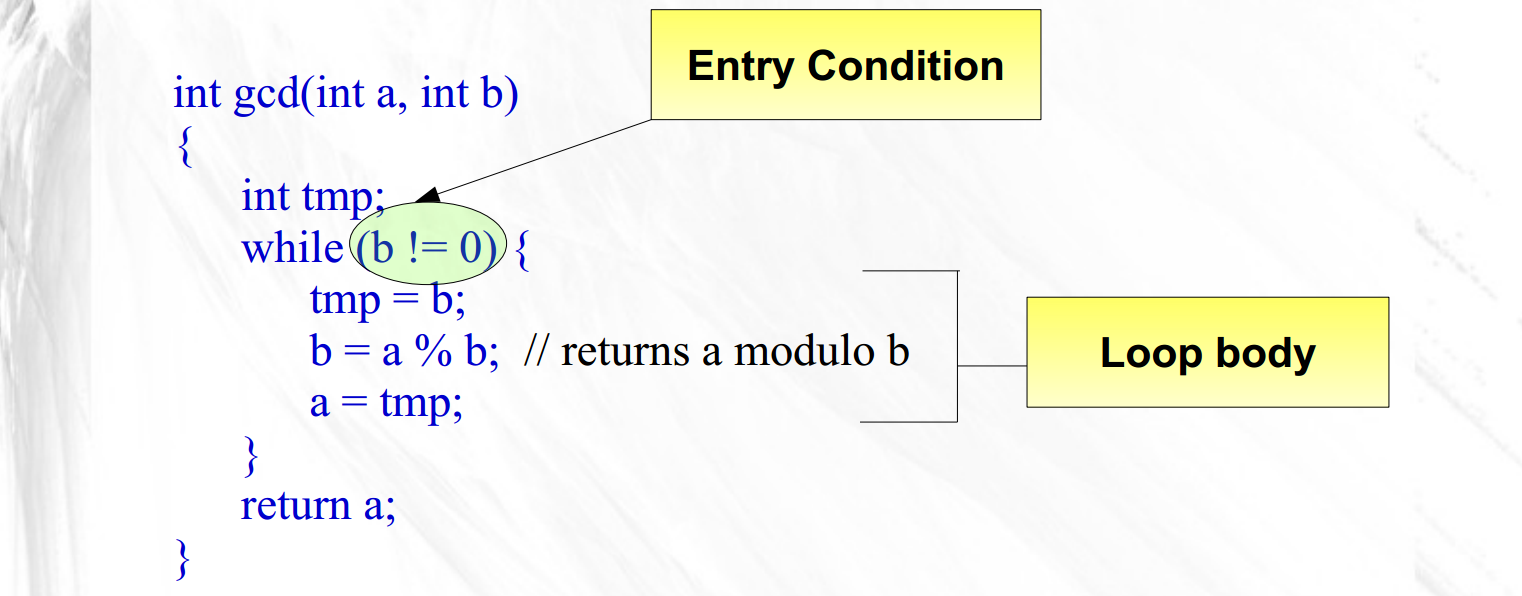 Entry Condition
int gcd(int a, int b)
{
int tmp;
while (b != 0) {
tmp = b;
b = a % b; // returns a modulo b
a = tmp;
}
return a;
}
Loop body